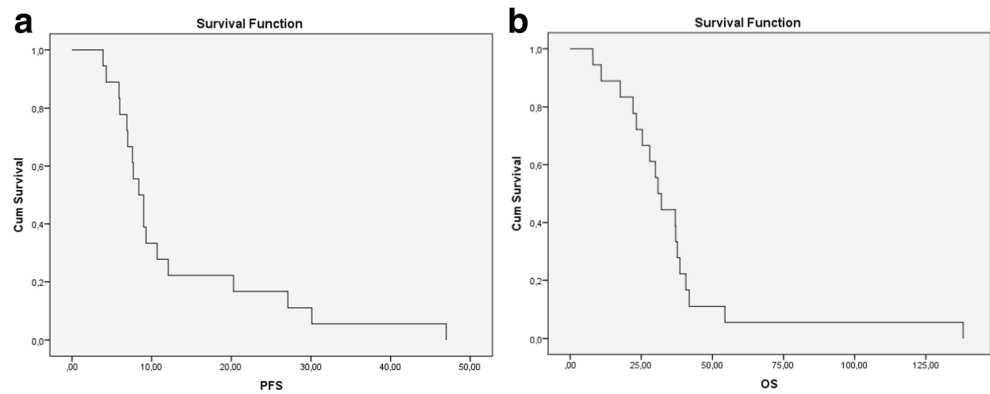 a
Survival Function
1,0
0,8
0,6
0,4
0,2
0,0
Cum Survival
,00 10,00 20,00 30,00 40,00 50,00
PFS
b
Survival Function
1,0
0,8
0,6
0,4
0,2
0,0
Cum Survival
,00 25,00 50,00 75,00 100,00 125,00
OS